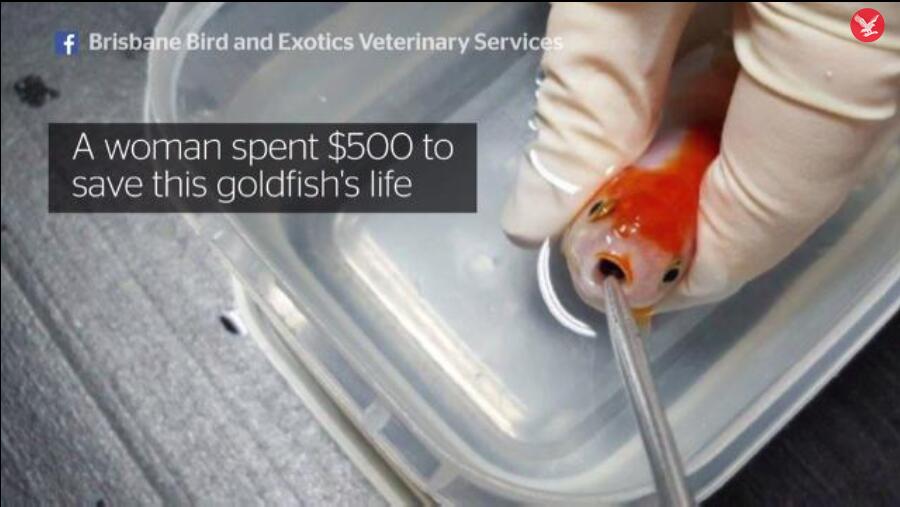 Brisbane Bird and Exotics Veterinary Services
A woman spent $500 to
save this goldfish's life